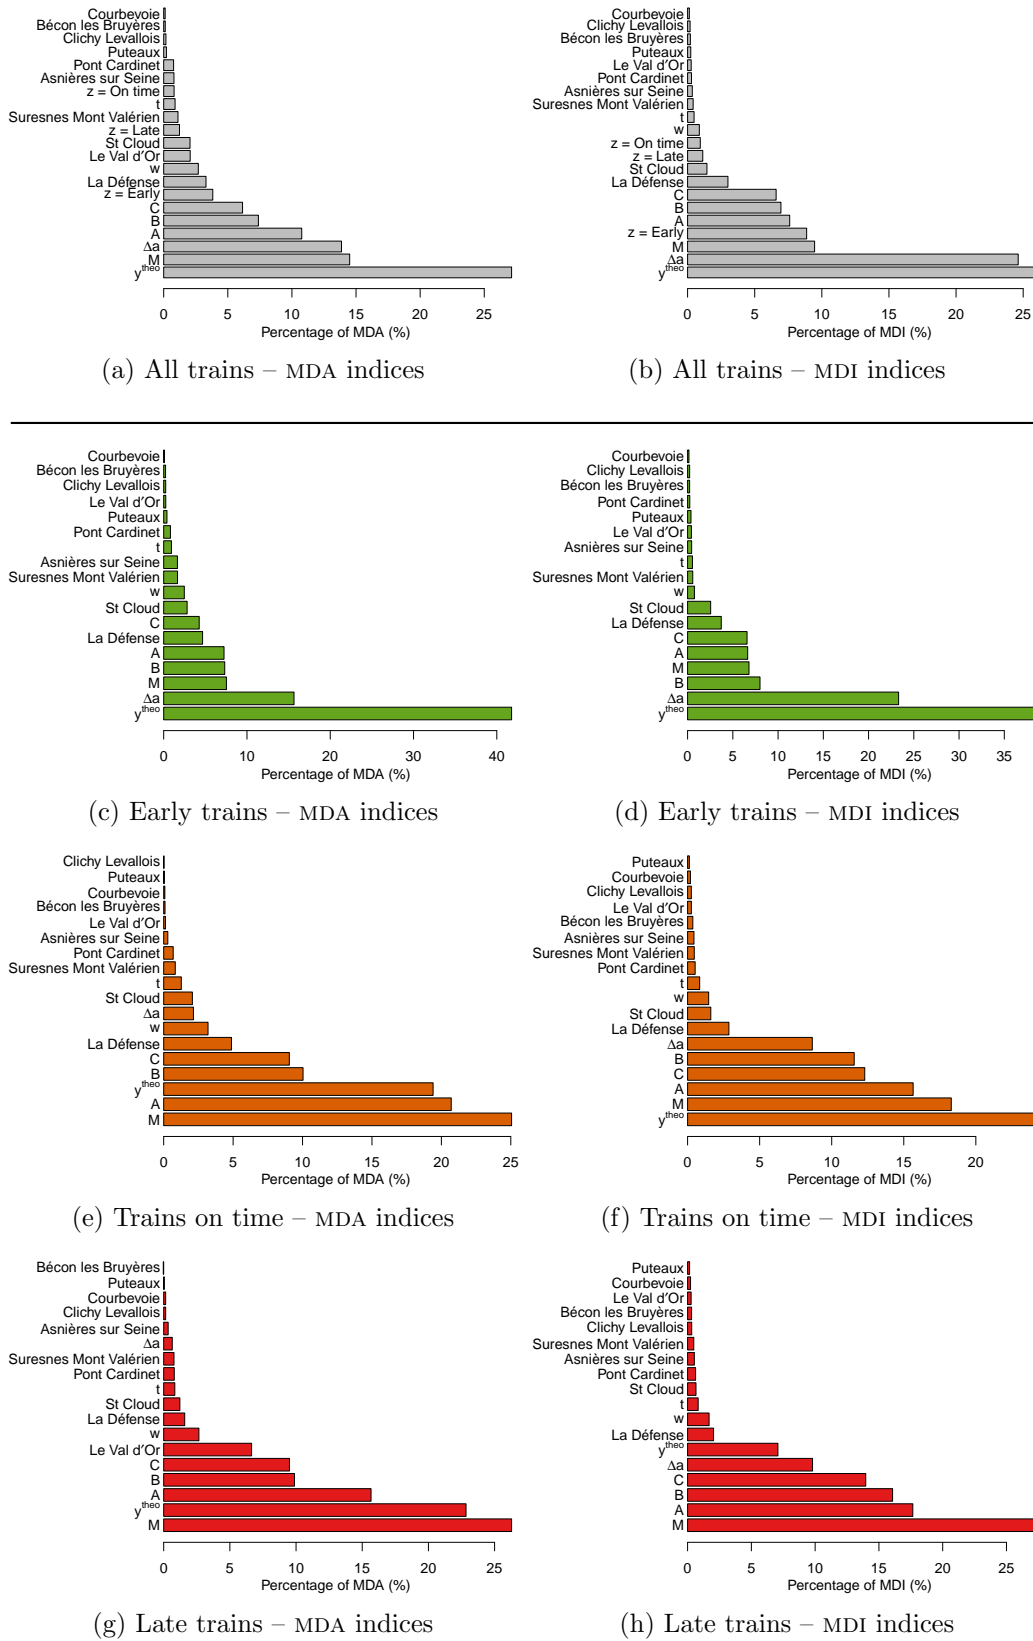 Courbevoie
Bécon les Bruyères
Clichy Levallois
Puteaux
Pont Cardinet
Asnières sur Seine
z = On time
t
Suresnes Mont Valérien
z = Late
St Cloud
Le Val d'Or
w
La Défense
z = Early
C
B
A
Δa
M
y^theo
0 5 10 15 20 25
Percentage of MDA (%)
(a) All trains – MDA indices
Courbevoie
Clichy Levallois
Bécon les Bruyères
Puteaux
Le Val d'Or
Pont Cardinet
Asnières sur Seine
Suresnes Mont Valérien
t
w
z = On time
z = Late
St Cloud
La Défense
C
B
A
z = Early
M
Δa
y^theo
0 5 10 15 20 25
Percentage of MDI (%)
(b) All trains – MDI indices
Courbevoie
Bécon les Bruyères
Clichy Levallois
Le Val d'Or
Puteaux
Pont Cardinet
t
Asnières sur Seine
Suresnes Mont Valérien
w
St Cloud
C
La Défense
A
B
M
Δa
y^theo
0 10 20 30 40
Percentage of MDA (%)
(c) Early trains – MDA indices
Courbevoie
Clichy Levallois
Bécon les Bruyères
Pont Cardinet
Puteaux
Le Val d'Or
Asnières sur Seine
t
Suresnes Mont Valérien
w
St Cloud
La Défense
C
A
M
B
Δa
y^theo
0 5 10 15 20 25 30 35
Percentage of MDI (%)
(d) Early trains – MDI indices
Clichy Levallois
Puteaux
Courbevoie
Bécon les Bruyères
Le Val d'Or
Asnières sur Seine
Pont Cardinet
Suresnes Mont Valérien
t
St Cloud
Δa
w
La Défense
C
B
y^theo
A
M
0 5 10 15 20 25
Percentage of MDA (%)
(e) Trains on time – MDA indices
Puteaux
Courbevoie
Clichy Levallois
Le Val d'Or
Bécon les Bruyères
Asnières sur Seine
Suresnes Mont Valérien
Pont Cardinet
t
w
St Cloud
La Défense
Δa
B
C
A
M
y^theo
0 5 10 15 20
Percentage of MDI (%)
(f) Trains on time – MDI indices
Bécon les Bruyères
Puteaux
Courbevoie
Clichy Levallois
Asnières sur Seine
Δa
Suresnes Mont Valérien
Pont Cardinet
t
St Cloud
La Défense
w
Le Val d'Or
C
B
A
y^theo
M
0 5 10 15 20 25
Percentage of MDA (%)
(g) Late trains – MDA indices
Puteaux
Courbevoie
Le Val d'Or
Bécon les Bruyères
Clichy Levallois
Suresnes Mont Valérien
Asnières sur Seine
Pont Cardinet
St Cloud
t
w
La Défense
y^theo
Δa
C
B
A
M
0 5 10 15 20 25
Percentage of MDI (%)
(h) Late trains – MDI indices